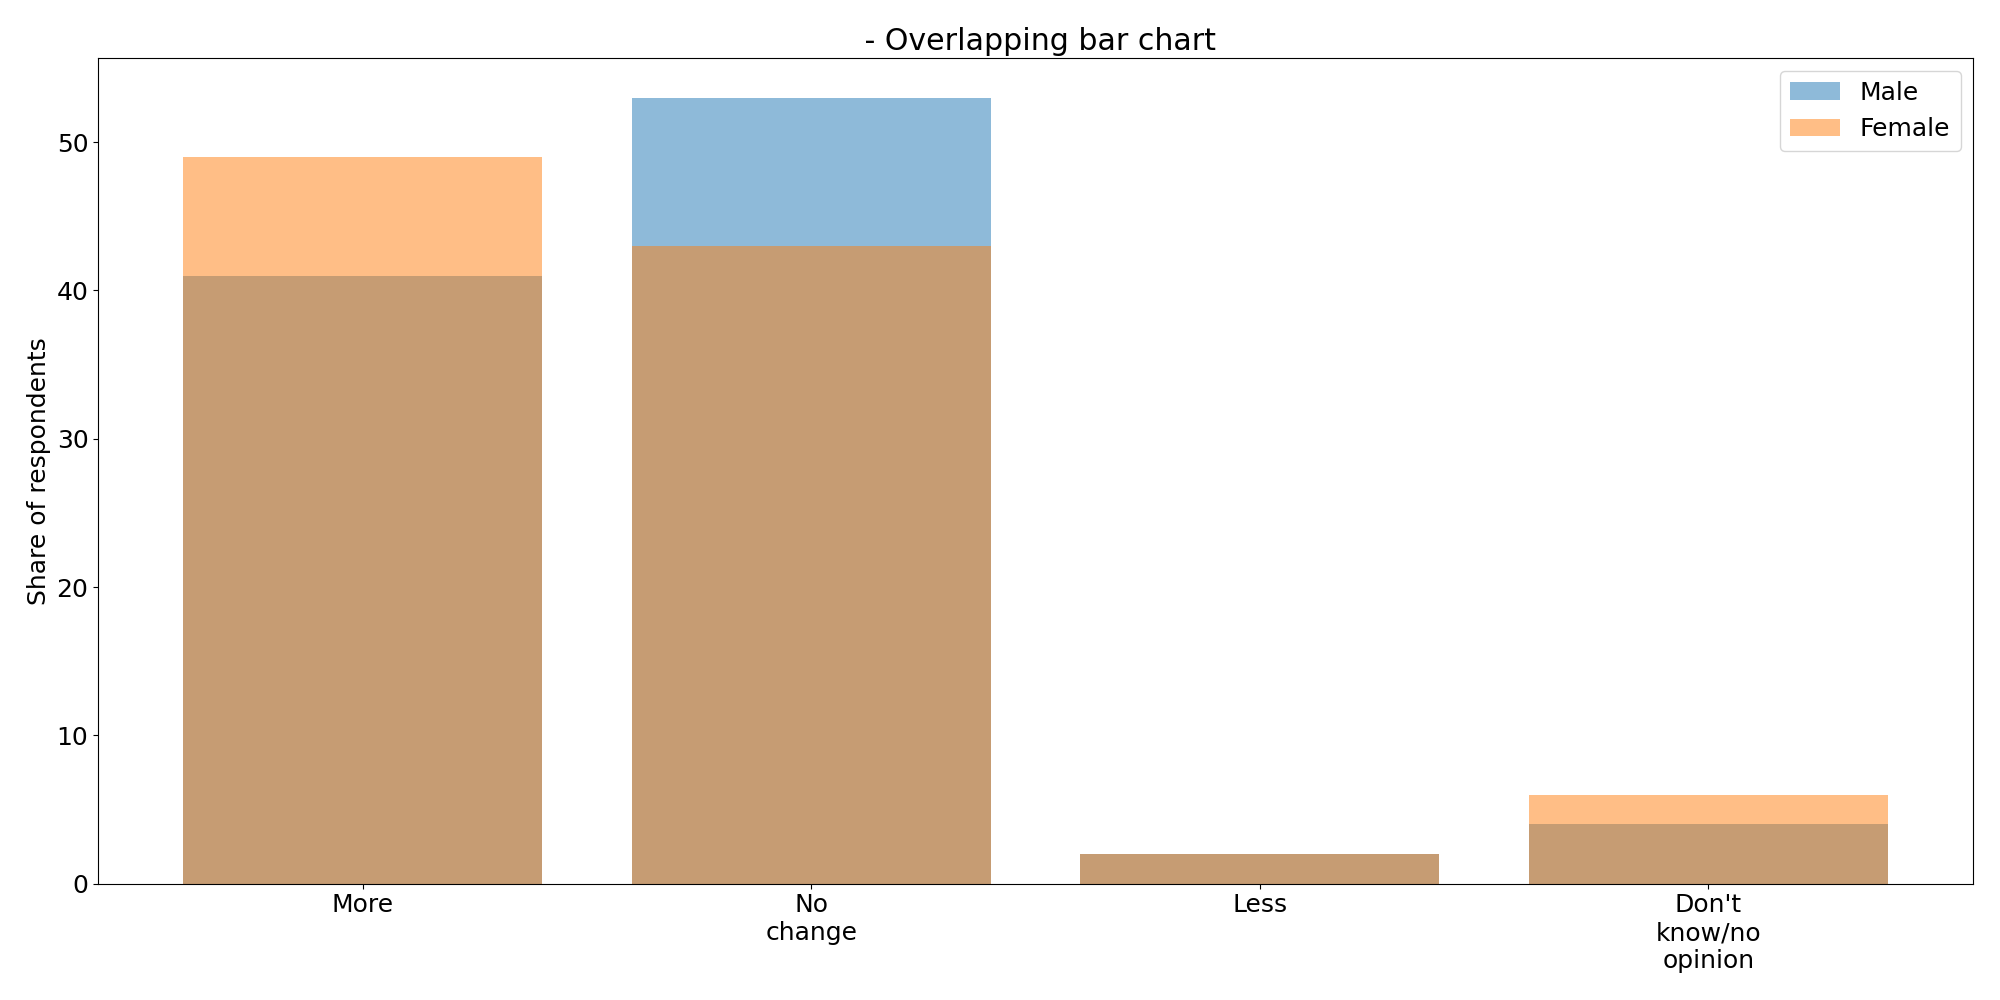 - Overlapping bar chart
Male
Female
Share of respondents
50
40
30
20
10
0
More
No
change
Less
Don't
know/no
opinion